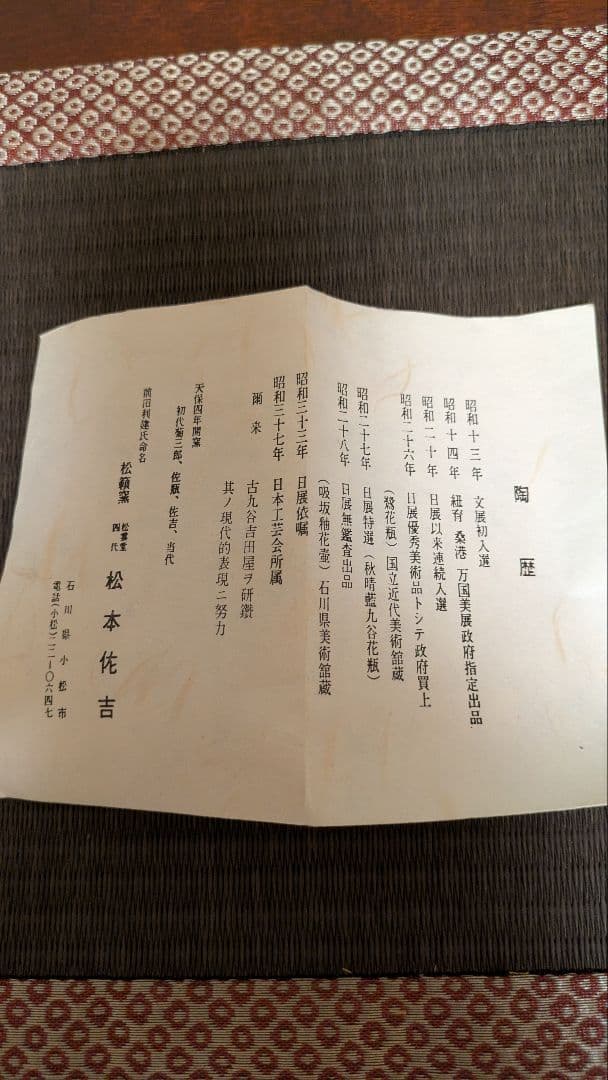 陶歴
昭和十三年 文展初入選
昭和十四年 紐育 桑港 万国美展政府指定出品
昭和二十年 日展以来連続入選
昭和二十六年 日展優秀美術品トシテ政府買上
(鷺花瓶)国立近代美術館蔵
昭和二十七年 日展特選(秋晴藍九谷花瓶)
昭和二十八年 日展無鑑査出品
(吸坂釉花壷)石川県美術館蔵
昭和三十三年 日展依嘱
昭和三十七年 日本工芸会所属
爾来 古九谷吉田屋ヲ研鑽
其ノ現代的表現ニ努力
天保四年開窯
初代菊三郎、佐瓶、佐吉、当代
前田利建氏命名
松籟窯 松雲堂 四代 松本佐吉
石川県小松市
電話(小松)二二ー〇六四七